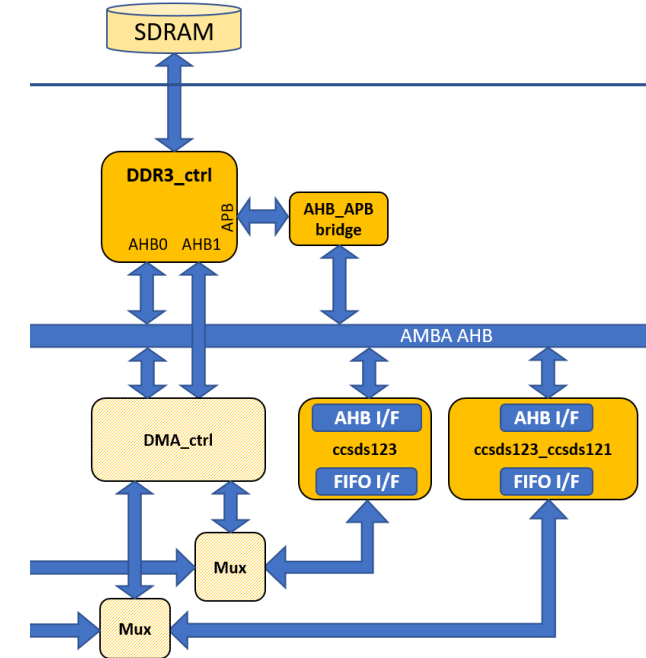 SDRAM
DDR3_ctrl
APB
AHB0 AHB1
AHB_APB
bridge
AMBA AHB
DMA_ctrl
AHB I/F
ccsds123
FIFO I/F
AHB I/F
ccsds123_ccsds121
FIFO I/F
Mux
Mux